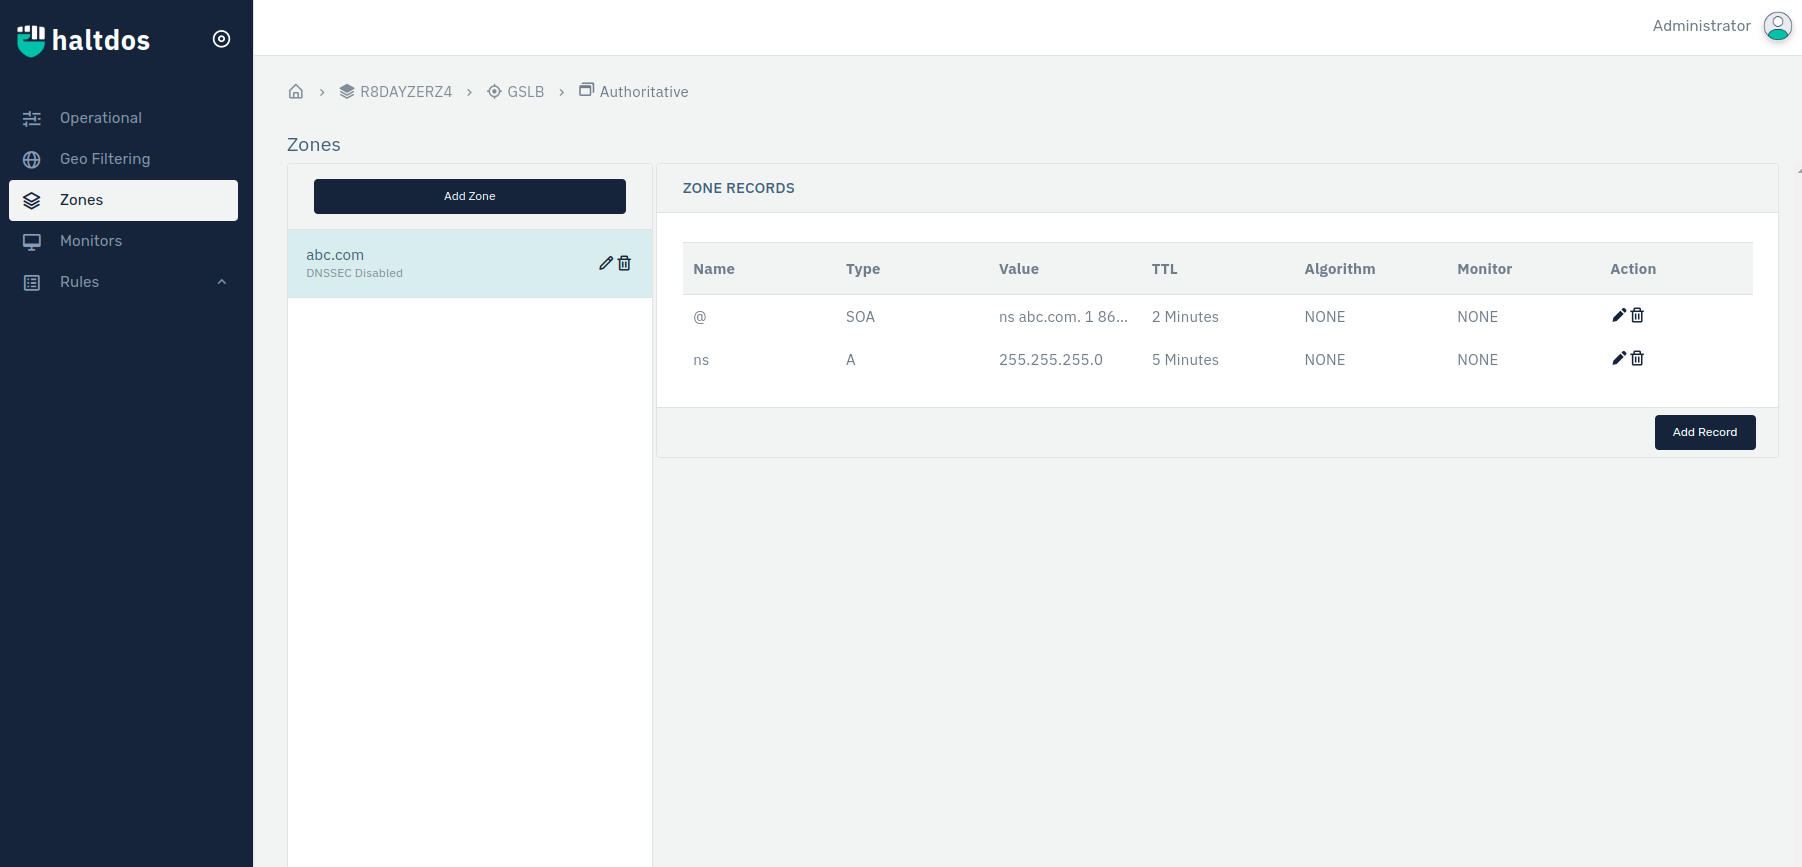 haltdos
Administrator
Operational
Geo Filtering
Zones
Monitors
Rules
R8DAYZERZ4 > GSLB > Authoritative
Zones
Add Zone
abc.com
DNSSEC Disabled
ZONE RECORDS
Name Type Value TTL Algorithm Monitor Action
@ SOA ns abc.com. 1 86... 2 Minutes NONE NONE
ns A 255.255.255.0 5 Minutes NONE NONE
Add Record